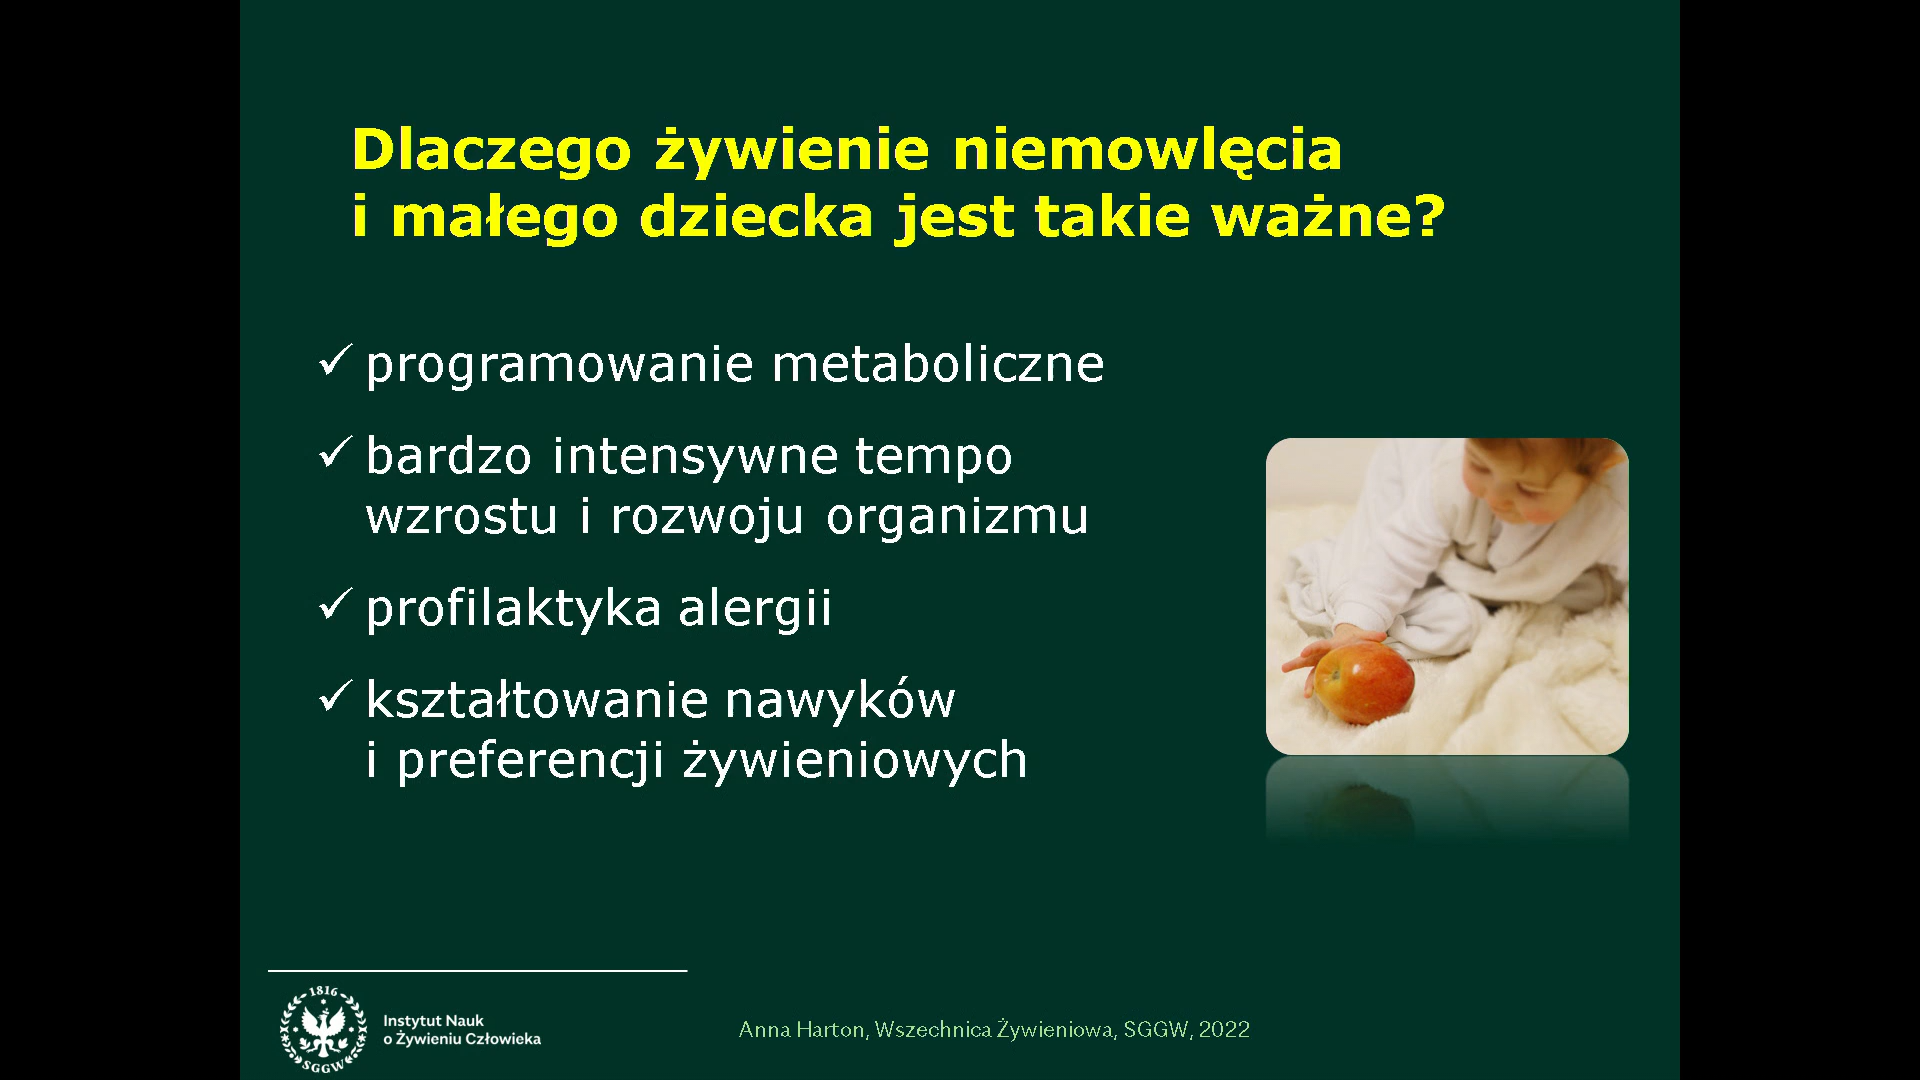 Dlaczego żywienie niemowlęcia
i małego dziecka jest takie ważne?
✓ programowanie metaboliczne
✓ bardzo intensywne tempo
wzrostu i rozwoju organizmu
✓ profilaktyka alergii
✓ kształtowanie nawyków
i preferencji żywieniowych
1816
SGGW
Instytut Nauk
o Żywieniu Człowieka
Anna Harton, Wszechnica Żywieniowa, SGGW, 2022